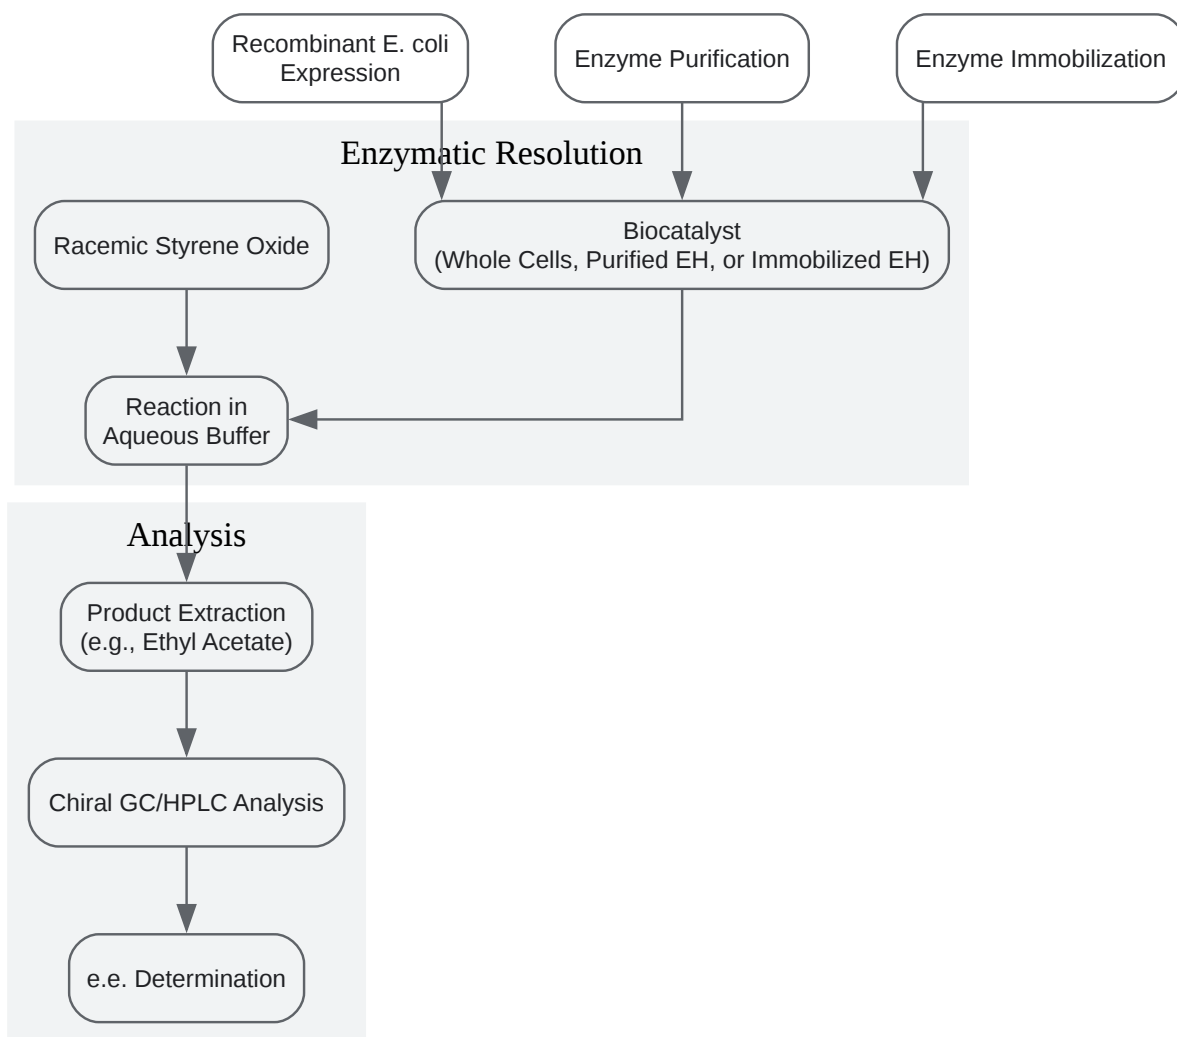 Recombinant E. coli
Expression
Enzyme Purification
Enzyme Immobilization
Enzymatic Resolution
Racemic Styrene Oxide
Biocatalyst
(Whole Cells, Purified EH, or Immobilized EH)
Reaction in
Aqueous Buffer
Analysis
Product Extraction
(e.g., Ethyl Acetate)
Chiral GC/HPLC Analysis
e.e. Determination